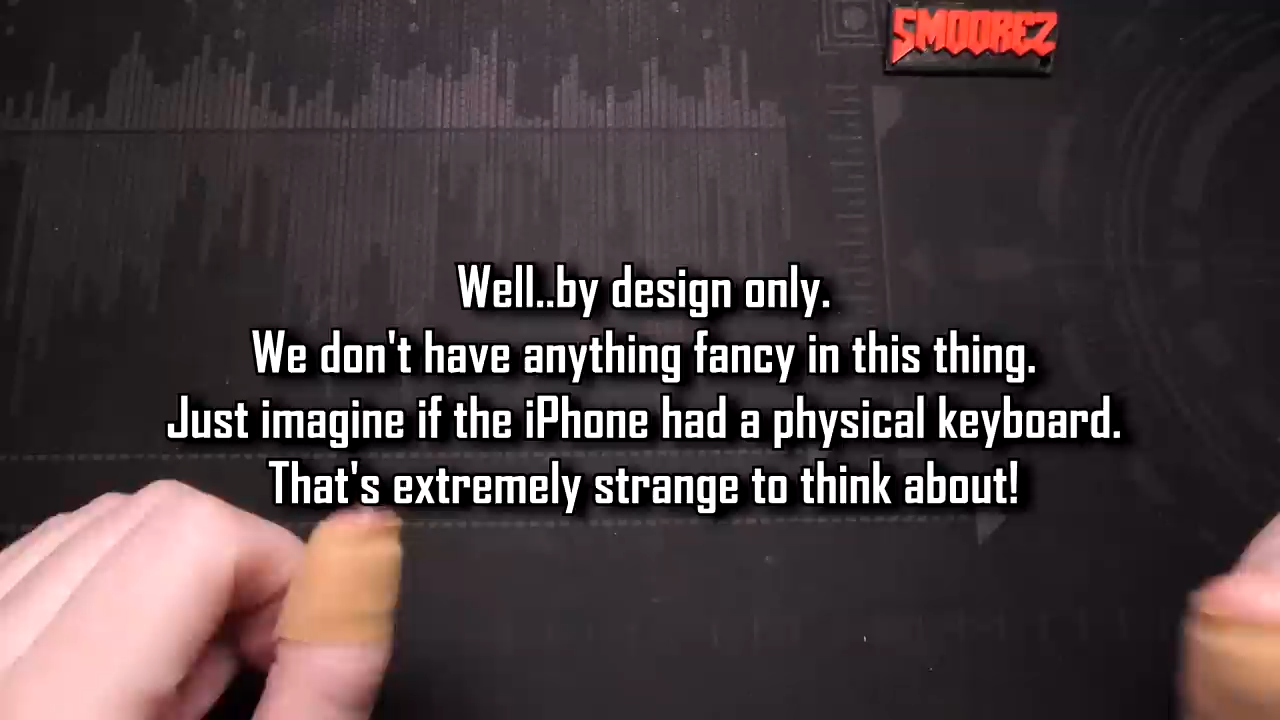 SMOOREZ
Well..by design only.
We don't have anything fancy in this thing.
Just imagine if the iPhone had a physical keyboard.
That's extremely strange to think about!